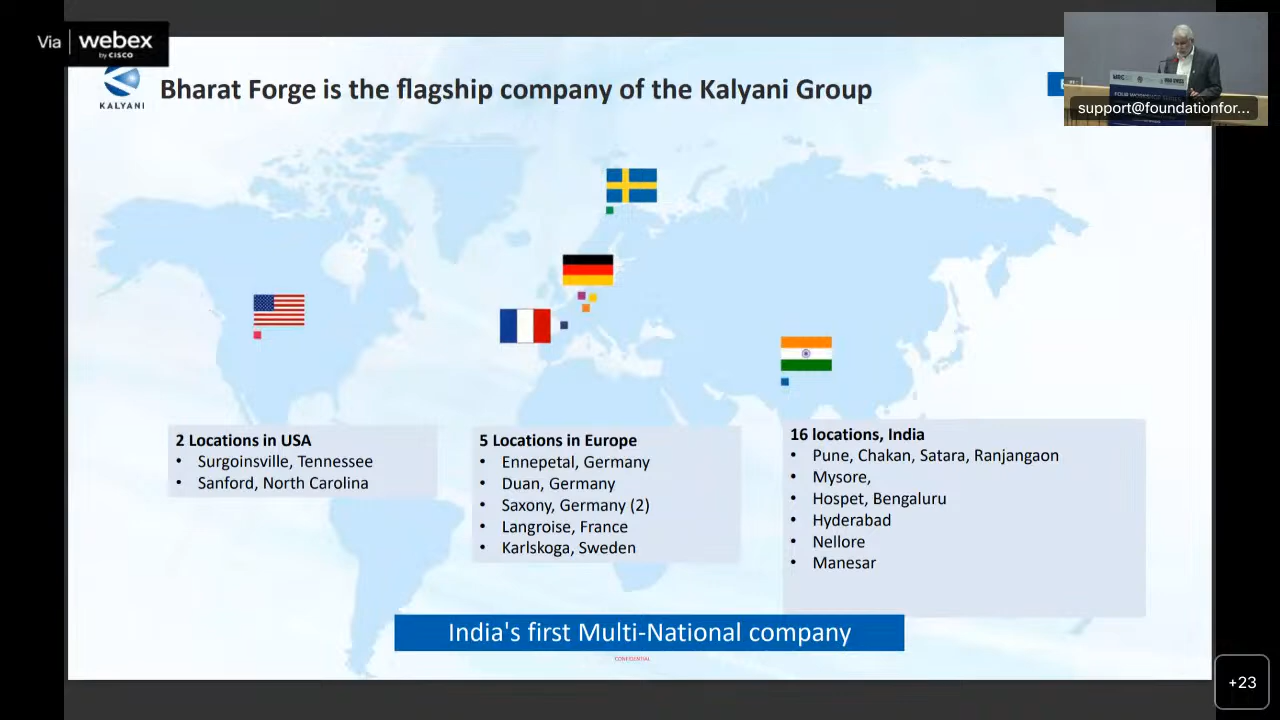 Via webex
by CISCO
KALYANI
Bharat Forge is the flagship company of the Kalyani Group
support@foundationfor...
2 Locations in USA
• Surgoinsville, Tennessee
• Sanford, North Carolina
5 Locations in Europe
• Ennepetal, Germany
• Duan, Germany
• Saxony, Germany (2)
• Langroise, France
• Karlskoga, Sweden
16 locations, India
• Pune, Chakan, Satara, Ranjangaon
• Mysore,
• Hospet, Bengaluru
• Hyderabad
• Nellore
• Manesar
India's first Multi-National company
CONFIDENTIAL
+23